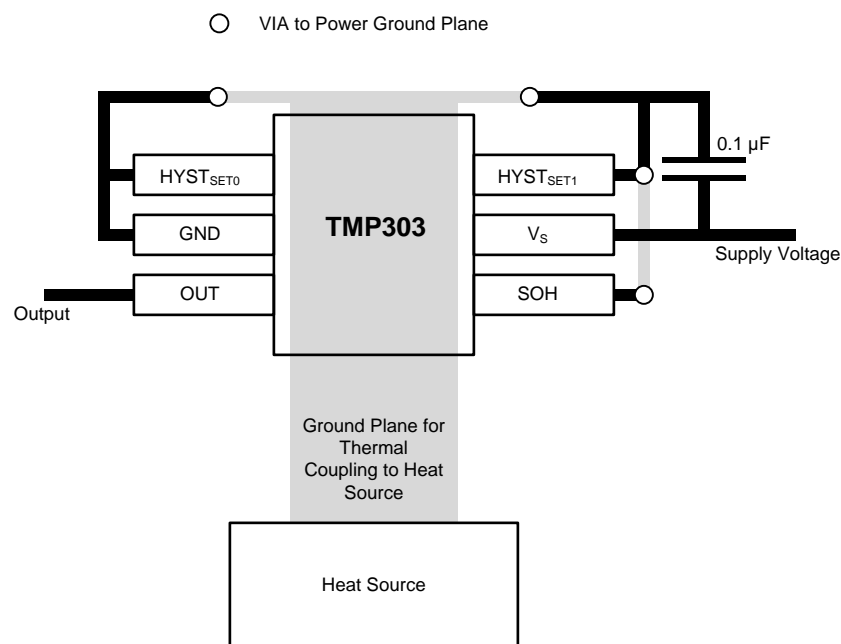 VIA to Power Ground Plane
0.1 µF
HYSTSET0
HYSTSET1
TMP303
GND
VS
Supply Voltage
OUT
SOH
Output
Ground Plane for
Thermal
Coupling to Heat
Source
Heat Source